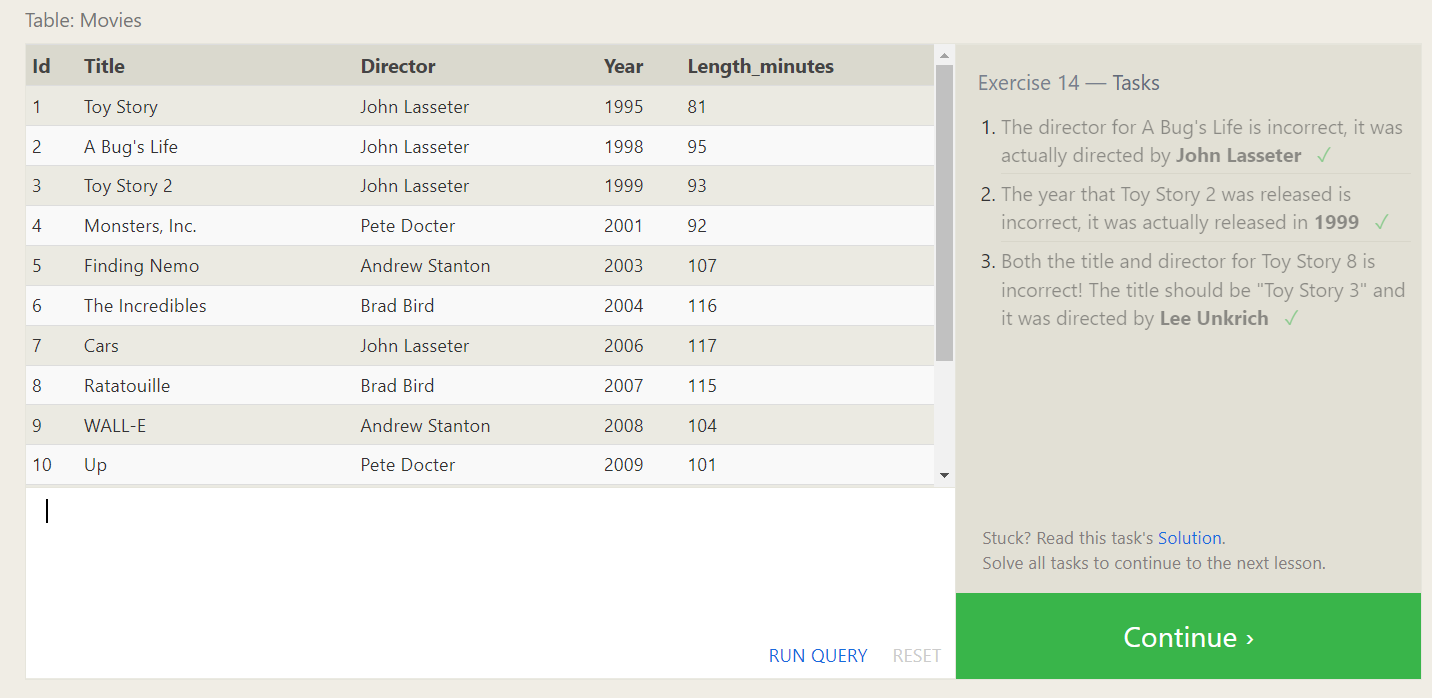 Table: Movies
Id Title Director Year Length_minutes
1 Toy Story John Lasseter 1995 81
2 A Bug's Life John Lasseter 1998 95
3 Toy Story 2 John Lasseter 1999 93
4 Monsters, Inc. Pete Docter 2001 92
5 Finding Nemo Andrew Stanton 2003 107
6 The Incredibles Brad Bird 2004 116
7 Cars John Lasseter 2006 117
8 Ratatouille Brad Bird 2007 115
9 WALL-E Andrew Stanton 2008 104
10 Up Pete Docter 2009 101
RUN QUERY RESET
Exercise 14 — Tasks
1. The director for A Bug's Life is incorrect, it was
actually directed by John Lasseter ✓
2. The year that Toy Story 2 was released is
incorrect, it was actually released in 1999 ✓
3. Both the title and director for Toy Story 8 is
incorrect! The title should be "Toy Story 3" and
it was directed by Lee Unkrich ✓
Stuck? Read this task's Solution.
Solve all tasks to continue to the next lesson.
Continue ›